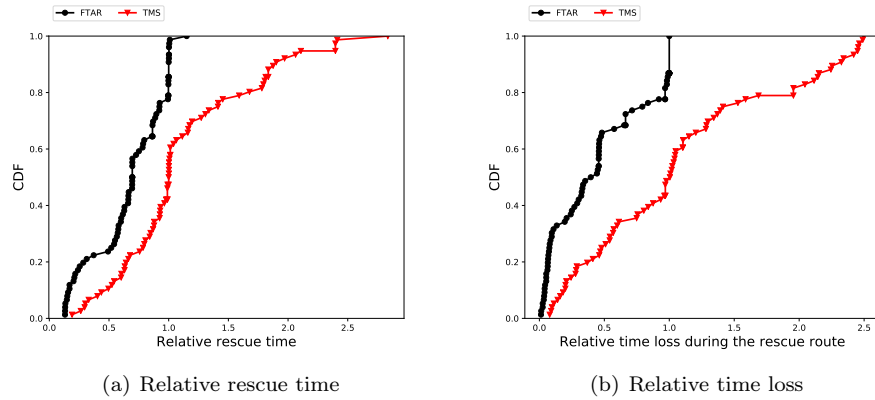 FTAR TMS
1.0
0.8
0.6
0.4
0.2
0.0
CDF
0.0 0.5 1.0 1.5 2.0 2.5
Relative rescue time
(a) Relative rescue time
FTAR TMS
1.0
0.8
0.6
0.4
0.2
0.0
CDF
0.0 0.5 1.0 1.5 2.0 2.5
Relative time loss during the rescue route
(b) Relative time loss